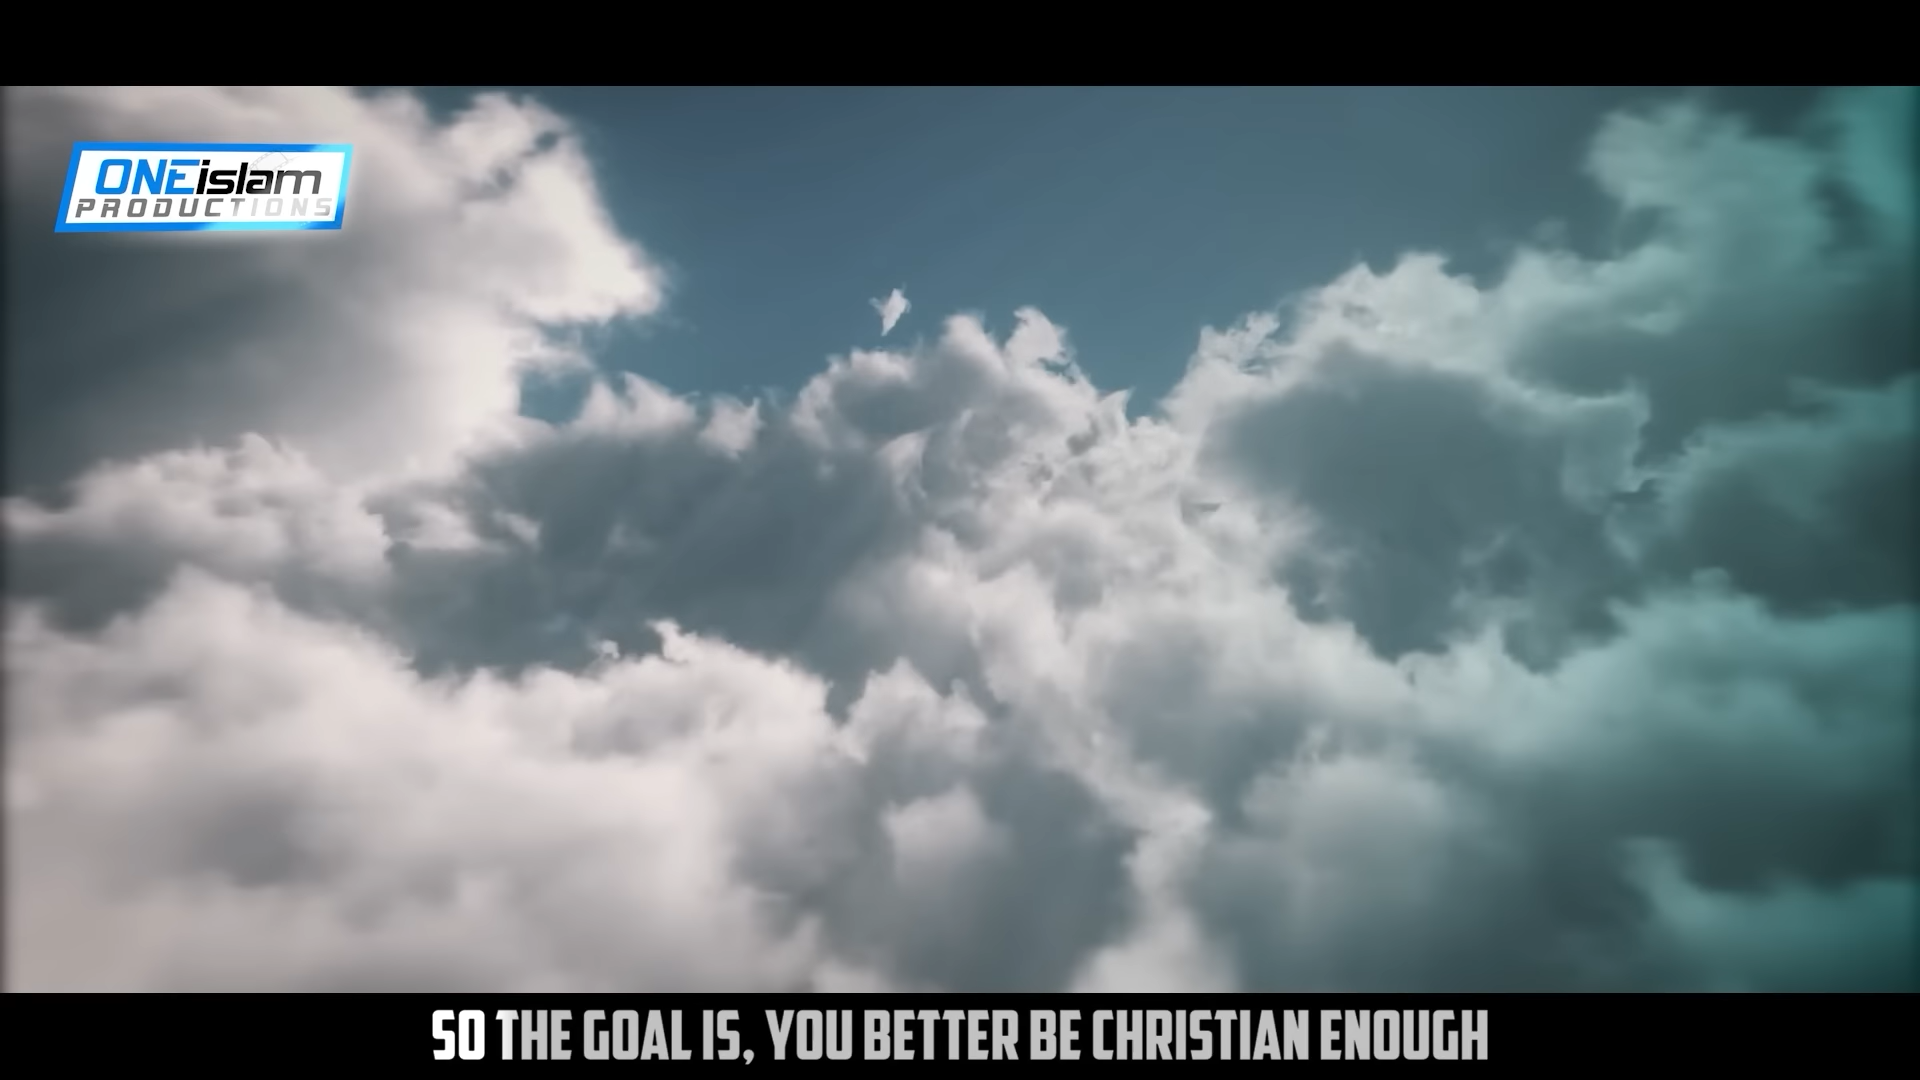 ONEislam
PRODUCTIONS
SO THE GOAL IS, YOU BETTER BE CHRISTIAN ENOUGH